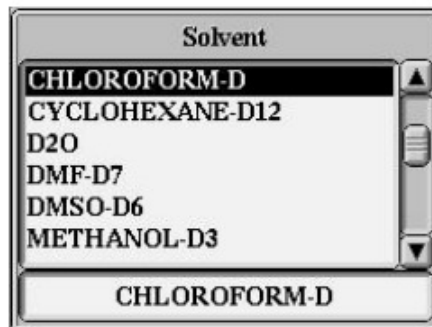 Solvent
CHLOROFORM-D
CYCLOHEXANE-D12
D2O
DMF-D7
DMSO-D6
METHANOL-D3
CHLOROFORM-D